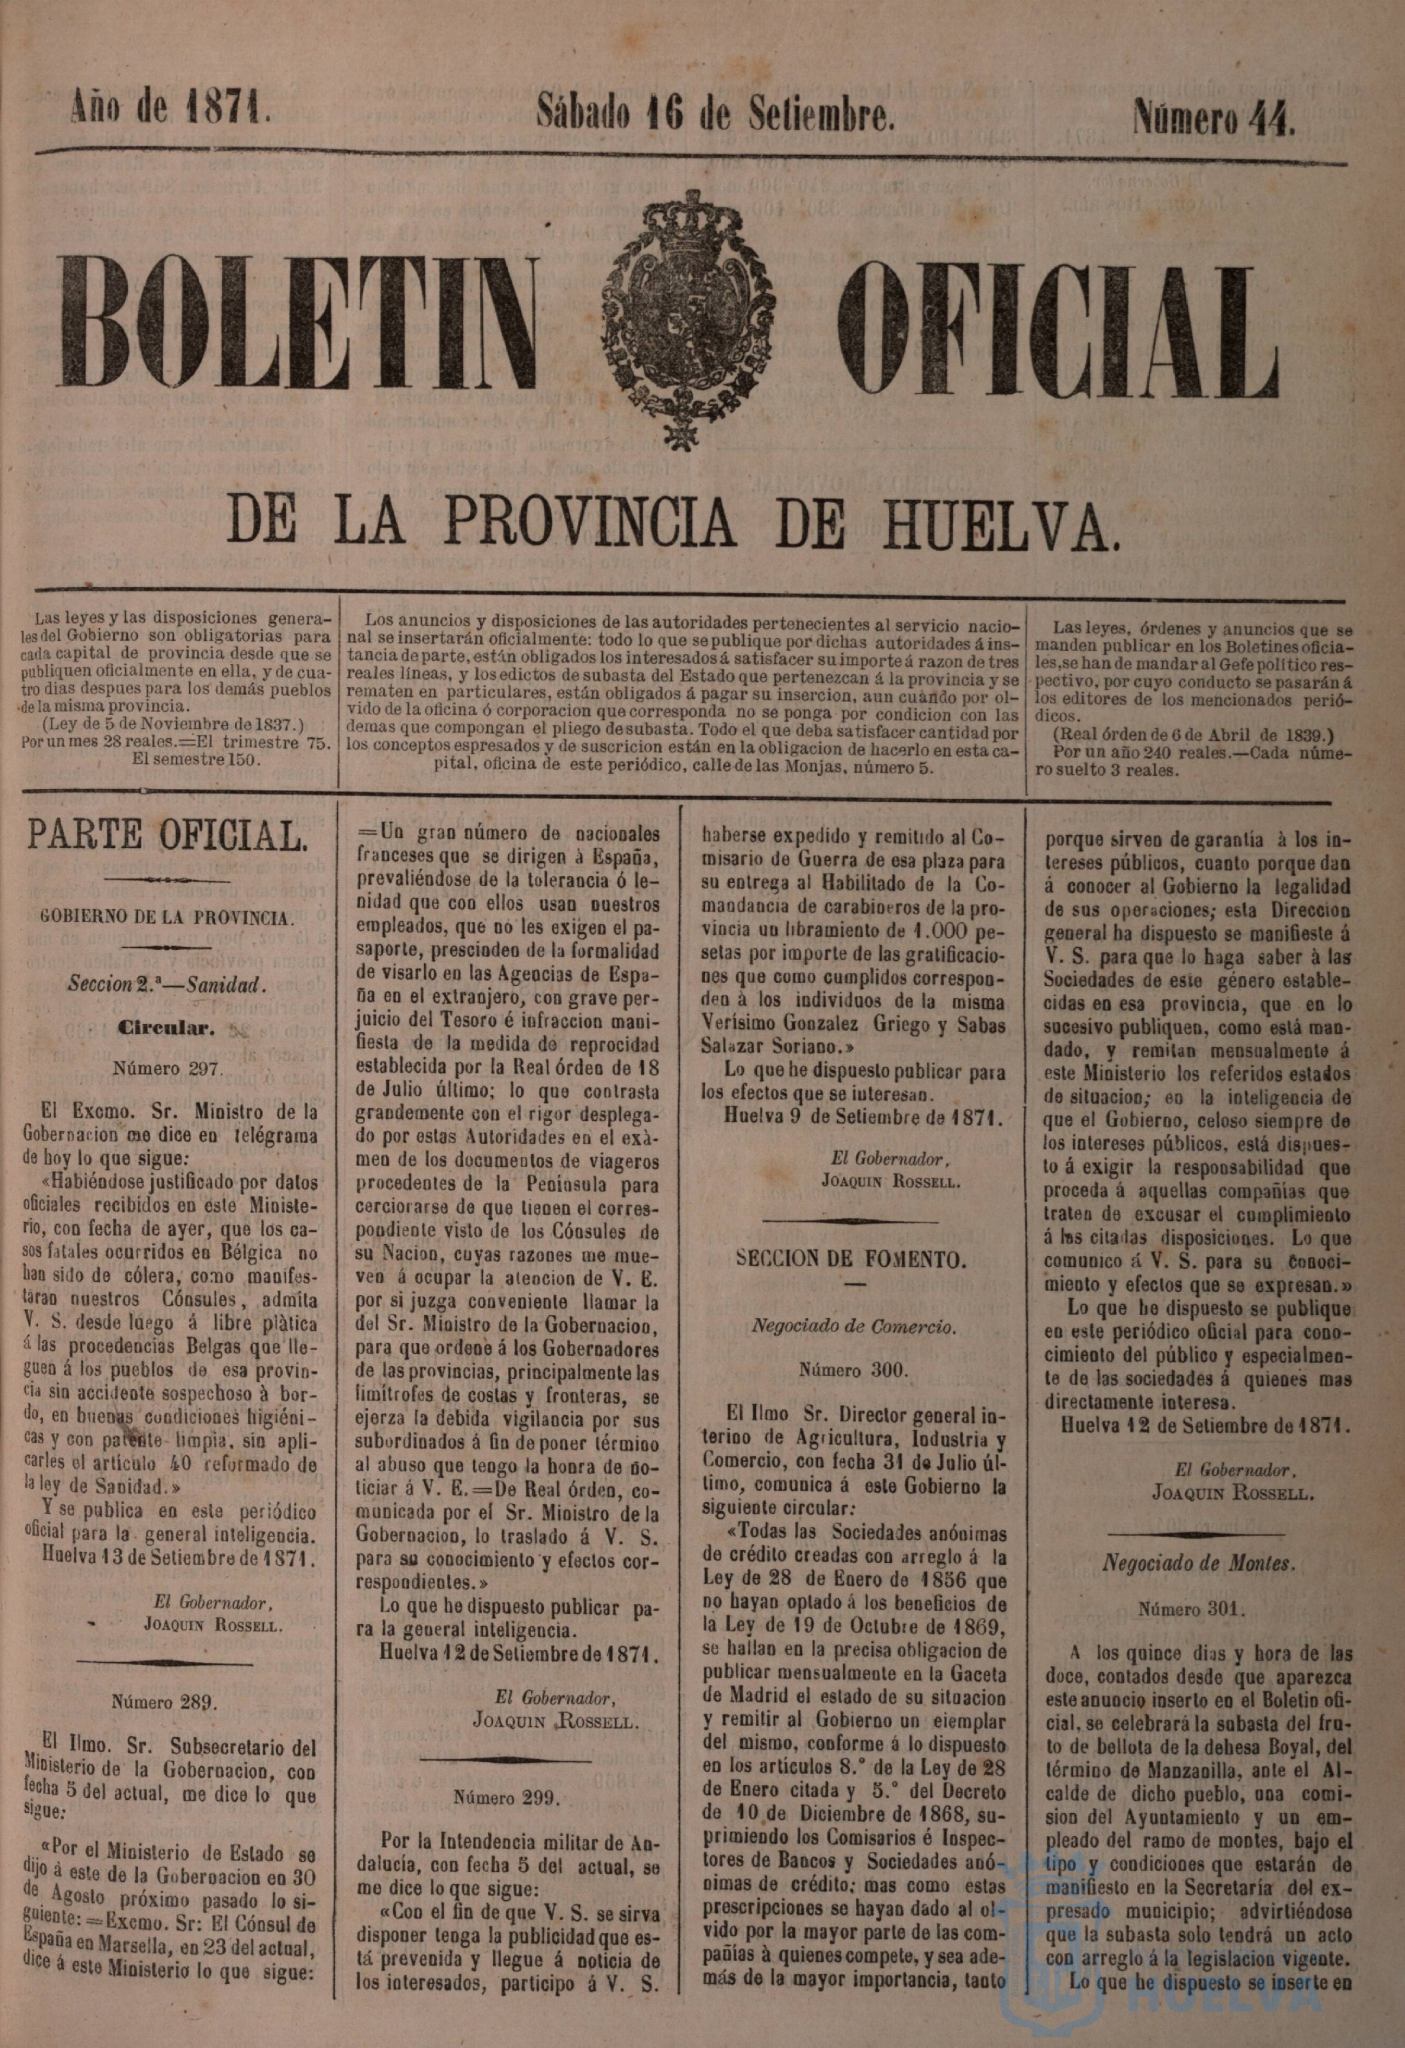 Año de 1871.
Sábado 16 de Setiembre.
Número 44.
BOLETIN OFICIAL
DE LA PROVINCIA DE HUELVA.
Las leyes y las disposiciones genera-
les del Gobierno son obligatorias para
cada capital de provincia desde que se
publiquen oficialmente en ella, y de cua-
tro dias despues para los demás pueblos
de la misma provincia.
(Ley de 5 de Noviembre de 1837.)
Por un mes 28 reales.=El trimestre 75.
El semestre 150.
Los anuncios y disposiciones de las autoridades pertenecientes al servicio nacio-
nal se insertarán oficialmente: todo lo que se publique por dichas autoridades á ins-
tancia de parte, están obligados los interesados á satisfacer su importe á razon de tres
reales líneas, y los edictos de subasta del Estado que pertenezcan á la provincia y se
rematen en particulares, están obligados á pagar su insercion, aun cuando por ol-
vido de la oficina ó corporacion que corresponda no se ponga por condicion con las
demas que compongan el pliego de subasta. Todo el que deba satisfacer cantidad por
los conceptos espresados y de suscricion están en la obligacion de hacerlo en esta ca-
pital, oficina de este periódico, calle de las Monjas, número 5.
Las leyes, órdenes y anuncios que se
manden publicar en los Boletines oficia-
les, se han de mandar al Gefe político res-
pectivo, por cuyo conducto se pasarán á
los editores de los mencionados perió-
dicos.
(Real órden de 6 de Abril de 1839.)
Por un año 240 reales.—Cada núme-
ro suelto 3 reales.
PARTE OFICIAL.
GOBIERNO DE LA PROVINCIA.
Seccion 2.ª—Sanidad.
Circular.
Número 297.
El Excmo. Sr. Ministro de la
Gobernacion me dice en telégrama
de hoy lo que sigue:
«Habiéndose justificado por datos
oficiales recibidos en este Ministe-
rio, con fecha de ayer, que los ca-
sos fatales ocurridos en Bélgica no
han sido de cólera, como manifes-
taran nuestros Cónsules, admita
V. S. desde luego á libre plàtica
á las procedencias Belgas que lle-
guen á los pueblos de esa provin-
cia sin accidente sospechoso à bor-
do, en buenas condiciones higiéni-
cas y con patente limpia, sin apli-
carles el artículo 40 reformado de
la ley de Sanidad.»
Y se publica en este periódico
oficial para la general inteligencia.
Huelva 13 de Setiembre de 1871.
El Gobernador,
JOAQUIN ROSSELL.
Número 289.
El Ilmo. Sr. Subsecretario del
Ministerio de la Gobernacion, con
fecha 5 del actual, me dice lo que
sigue:
«Por el Ministerio de Estado se
dijo á este de la Gobernacion en 30
de Agosto próximo pasado lo si-
guiente:=Excmo. Sr: El Cónsul de
España en Marsella, en 23 del actual,
dice á este Ministerio lo que sigue:
=Un gran número de nacionales
franceses que se dirigen à España,
prevaliéndose de la tolerancia ó le-
nidad que con ellos usan nuestros
empleados, que no les exigen el pa-
saporte, prescinden de la formalidad
de visarlo en las Agencias de Espa-
ña en el extranjero, con grave per-
juicio del Tesoro é infraccion mani-
fiesta de la medida de reprocidad
establecida por la Real órden de 18
de Julio último; lo que contrasta
grandemente con el rigor desplega-
do por estas Autoridades en el exà-
men de los documentos de viageros
procedentes de la Península para
cerciorarse de que tienen el corres-
pondiente visto de los Cónsules de
su Nacion, cuyas razones me mue-
ven á ocupar la atencion de V. E.
por si juzga conveniente llamar la
del Sr. Ministro de la Gobernacion,
para que ordene á los Gobernadores
de las provincias, principalmente las
limítrofes de costas y fronteras, se
ejerza la debida vigilancia por sus
subordinados á fin de poner término
al abuso que tengo la honra de no-
ticiar á V. E.=De Real órden, co-
municada por el Sr. Ministro de la
Gobernacion, lo traslado á V. S.
para su conocimiento y efectos cor-
respondientes.»
Lo que he dispuesto publicar pa-
ra la general inteligencia.
Huelva 12 de Setiembre de 1871.
El Gobernador,
JOAQUIN ROSSELL.
Número 299.
Por la Intendencia militar de An-
dalucía, con fecha 5 del actual, se
me dice lo que sigue:
«Con el fin de que V. S. se sirva
disponer tenga la publicidad que es-
tá prevenida y llegue á noticia de
los interesados, participo á V. S.
haberse expedido y remitido al Co-
misario de Guerra de esa plaza para
su entrega al Habilitado de la Co-
mandancia de carabineros de la pro-
vincia un libramiento de 1.000 pe-
setas por importe de las gratificacio-
nes que como cumplidos correspon-
den à los individuos de la misma
Verísimo Gonzalez Griego y Sabas
Salazar Soriano.»
Lo que he dispuesto publicar para
los efectos que se interesan.
Huelva 9 de Setiembre de 1871.
El Gobernador,
JOAQUIN ROSSELL.
SECCION DE FOMENTO.
Negociado de Comercio.
Número 300.
El Ilmo Sr. Director general in-
terino de Agricultura, Industria y
Comercio, con fecha 31 de Julio úl-
timo, comunica á este Gobierno la
siguiente circular:
«Todas las Sociedades anónimas
de crédito creadas con arreglo á la
Ley de 28 de Enero de 1856 que
no hayan optado á los beneficios de
la Ley de 19 de Octubre de 1869,
se hallan en la precisa obligacion de
publicar mensualmente en la Gaceta
de Madrid el estado de su situacion
y remitir al Gobierno un ejemplar
del mismo, conforme á lo dispuesto
en los artículos 8.º de la Ley de 28
de Enero citada y 5.º del Decreto
de 10 de Diciembre de 1868, su-
primiendo los Comisarios é Inspec-
tores de Bancos y Sociedades anó-
nimas de crédito; mas como estas
prescripciones se hayan dado al ol-
vido por la mayor parte de las com-
pañias à quienes compete, y sea ade-
más de la mayor importancia, tanto
porque sirven de garantía à los in-
tereses públicos, cuanto porque dan
á conocer al Gobierno la legalidad
de sus operaciones; esta Direccion
general ha dispuesto se manifieste á
V. S. para que lo haga saber à las
Sociedades de este género estable-
cidas en esa provincia, que en lo
sucesivo publiquen, como está man-
dado, y remitan mensualmente á
este Ministerio los referidos estados
de situacion; en la inteligencia de
que el Gobierno, celoso siempre de
los intereses públicos, está dispues-
to á exigir la responsabilidad que
proceda á aquellas compañías que
traten de excusar el cumplimiento
á las citadas disposiciones. Lo que
comunico á V. S. para su conoci-
miento y efectos que se expresan.»
Lo que he dispuesto se publique
en este periódico oficial para cono-
cimiento del público y especialmen-
te de las sociedades á quienes mas
directamente interesa.
Huelva 12 de Setiembre de 1871.
El Gobernador,
JOAQUIN ROSSELL.
Negociado de Montes.
Número 301.
A los quince dias y hora de las
doce, contados desde que aparezca
este anuncio inserto en el Boletin ofi-
cial, se celebrará la subasta del fru-
to de bellota de la dehesa Boyal, del
término de Manzanilla, ante el Al-
calde de dicho pueblo, una comi-
sion del Ayuntamiento y un em-
pleado del ramo de montes, bajo el
tipo y condiciones que estarán de
manifiesto en la Secretaría del ex-
presado municipio; advirtiéndose
que la subasta solo tendrá un acto
con arreglo á la legislacion vigente.
Lo que he dispuesto se inserte en
HUELVA